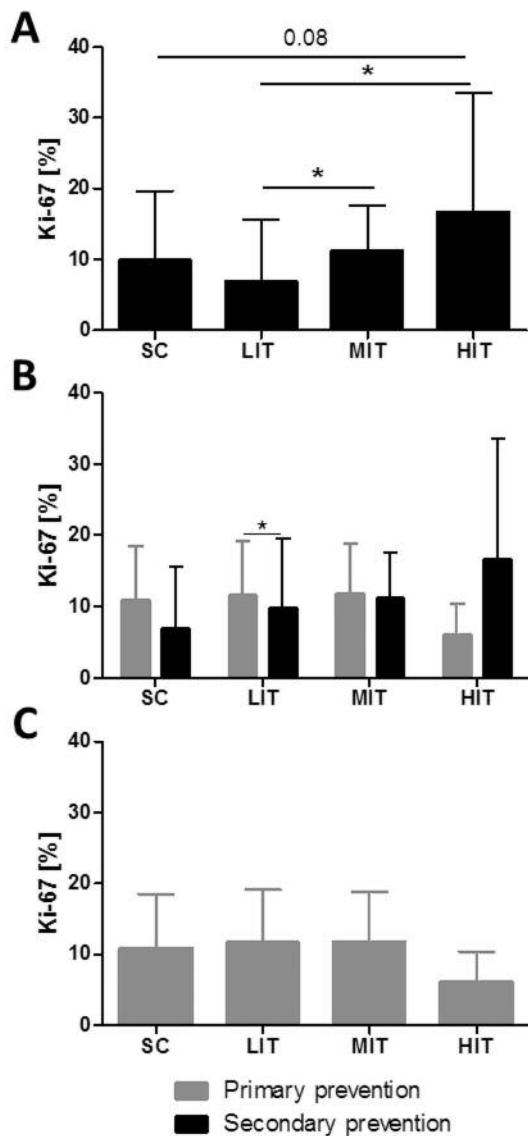 A
0.08
*
*
Ki-67 [%]
40
30
20
10
0
SC LIT MIT HIT
B
*
Ki-67 [%]
40
30
20
10
0
SC LIT MIT HIT
C
Ki-67 [%]
40
30
20
10
0
SC LIT MIT HIT
Primary prevention
Secondary prevention